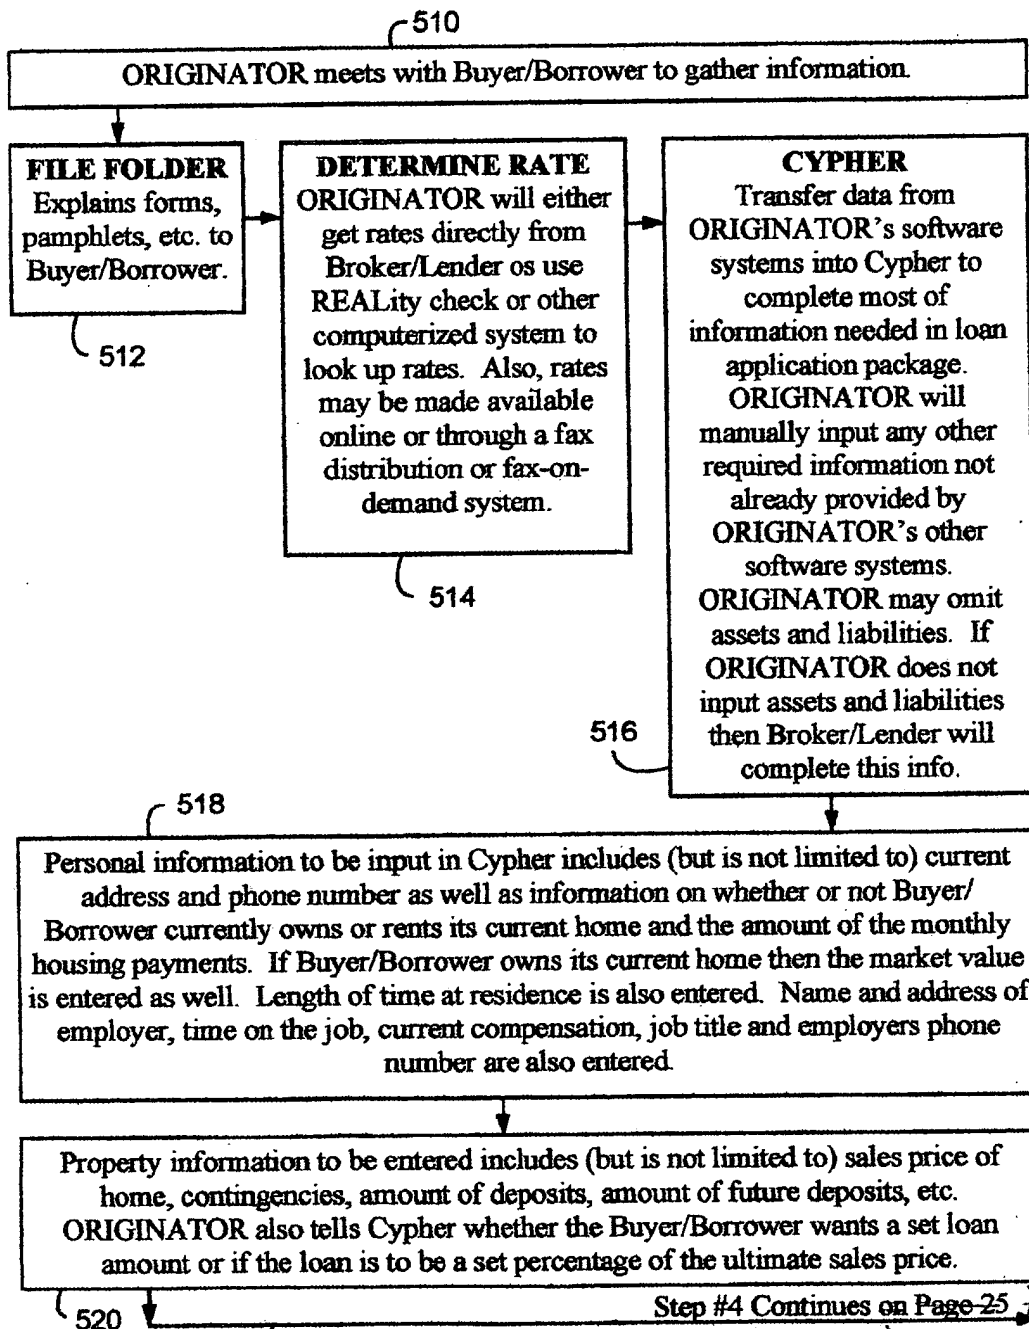 510
ORIGINATOR meets with Buyer/Borrower to gather information.
FILE FOLDER
Explains forms,
pamphlets, etc. to
Buyer/Borrower.
512
DETERMINE RATE
ORIGINATOR will either
get rates directly from
Broker/Lender os use
REALity check or other
computerized system to
look up rates. Also, rates
may be made available
online or through a fax
distribution or fax-on-
demand system.
514
CYPHER
Transfer data from
ORIGINATOR's software
systems into Cypher to
complete most of
information needed in loan
application package.
ORIGINATOR will
manually input any other
required information not
already provided by
ORIGINATOR's other
software systems.
ORIGINATOR may omit
assets and liabilities. If
ORIGINATOR does not
input assets and liabilities
then Broker/Lender will
complete this info.
516
518
Personal information to be input in Cypher includes (but is not limited to) current
address and phone number as well as information on whether or not Buyer/
Borrower currently owns or rents its current home and the amount of the monthly
housing payments. If Buyer/Borrower owns its current home then the market value
is entered as well. Length of time at residence is also entered. Name and address of
employer, time on the job, current compensation, job title and employers phone
number are also entered.
Property information to be entered includes (but is not limited to) sales price of
home, contingencies, amount of deposits, amount of future deposits, etc.
ORIGINATOR also tells Cypher whether the Buyer/Borrower wants a set loan
amount or if the loan is to be a set percentage of the ultimate sales price.
520
Step #4 Continues on Page 25